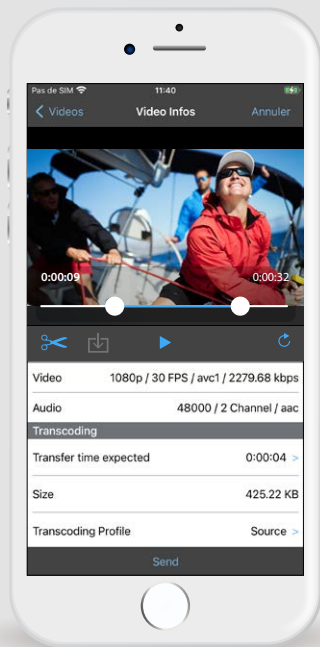 Pas de SIM 11:40
Videos Video Infos Annuler
0:00:09 0:00:32
Video 1080p / 30 FPS / avc1 / 2279.68 kbps
Audio 48000 / 2 Channel / aac
Transcoding
Transfer time expected 0:00:04 >
Size 425.22 KB
Transcoding Profile Source >
Send